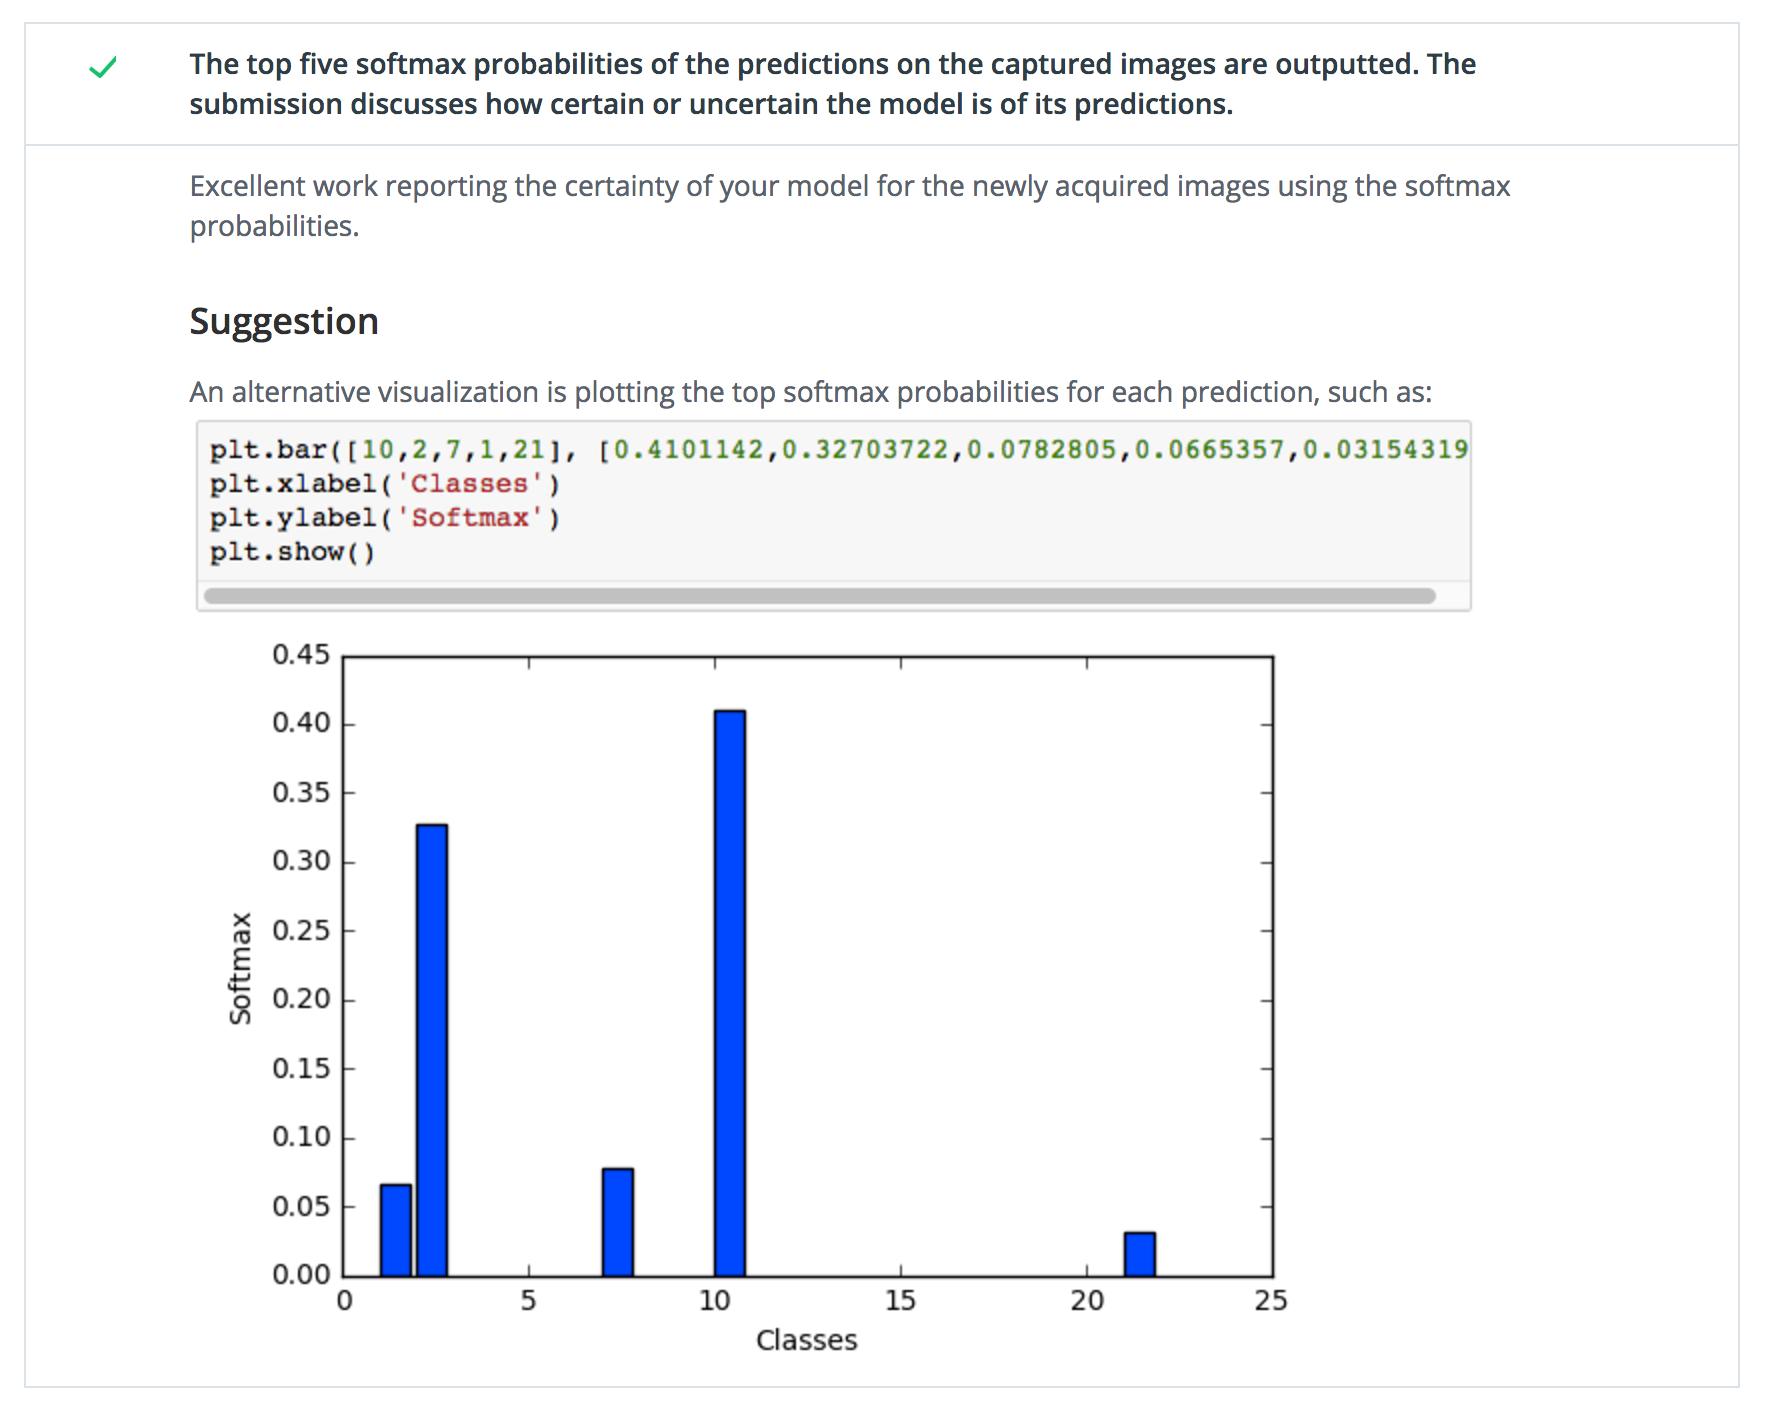 The top five softmax probabilities of the predictions on the captured images are outputted. The
submission discusses how certain or uncertain the model is of its predictions.
Excellent work reporting the certainty of your model for the newly acquired images using the softmax
probabilities.
Suggestion
An alternative visualization is plotting the top softmax probabilities for each prediction, such as:
plt.bar([10,2,7,1,21], [0.4101142,0.32703722,0.0782805,0.0665357,0.03154319
plt.xlabel('Classes')
plt.ylabel('Softmax')
plt.show()
0.45
0.40
0.35
0.30
0.25
0.20
0.15
0.10
0.05
0.00
Softmax
0 5 10 15 20 25
Classes